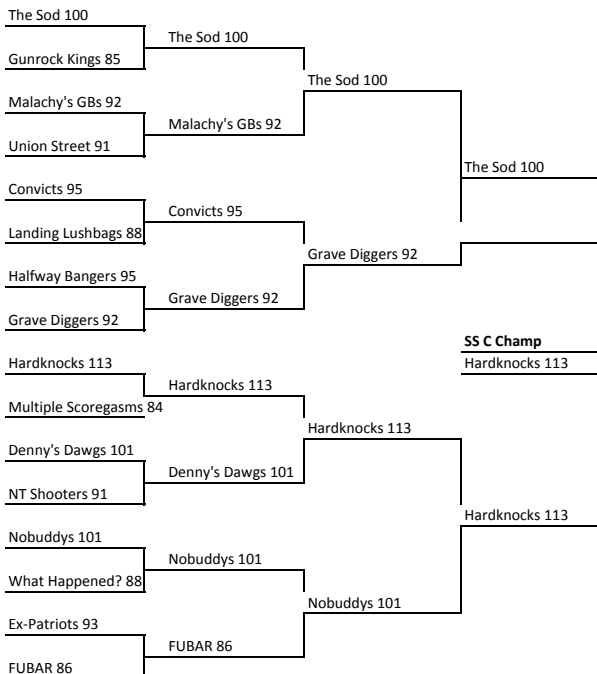 The Sod 100
The Sod 100
Gunrock Kings 85
The Sod 100
Malachy's GBs 92
Malachy's GBs 92
Union Street 91
The Sod 100
Convicts 95
Convicts 95
Landing Lushbags 88
Grave Diggers 92
Halfway Bangers 95
Grave Diggers 92
Grave Diggers 92
SS C Champ
Hardknocks 113
Hardknocks 113
Hardknocks 113
Multiple Scoregasms 84
Hardknocks 113
Denny's Dawgs 101
Denny's Dawgs 101
NT Shooters 91
Hardknocks 113
Nobuddys 101
Nobuddys 101
What Happened? 88
Nobuddys 101
Ex-Patriots 93
FUBAR 86
FUBAR 86